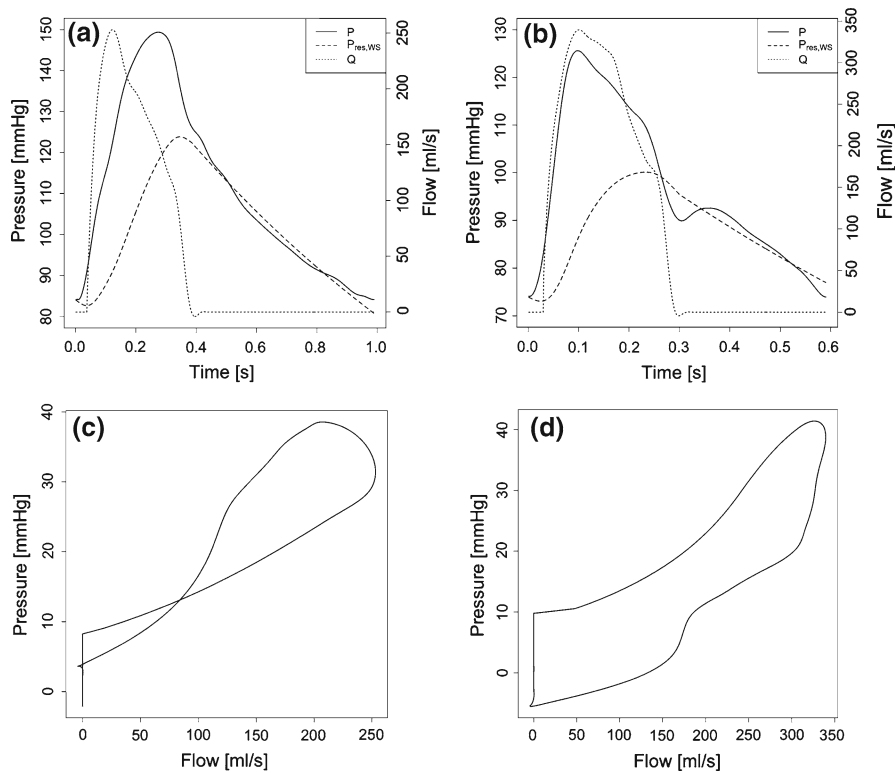 (a)
P
P_res,WS
Q
Pressure [mmHg]
150
140
130
120
110
100
90
80
Flow [ml/s]
250
200
150
100
50
0
0.0 0.2 0.4 0.6 0.8 1.0
Time [s]
(b)
P
P_res,WS
Q
Pressure [mmHg]
130
120
110
100
90
80
70
Flow [ml/s]
350
300
250
200
150
100
50
0
0.0 0.1 0.2 0.3 0.4 0.5 0.6
Time [s]
(c)
Pressure [mmHg]
40
30
20
10
0
0 50 100 150 200 250
Flow [ml/s]
(d)
Pressure [mmHg]
40
30
20
10
0
0 50 100 150 200 250 300 350
Flow [ml/s]